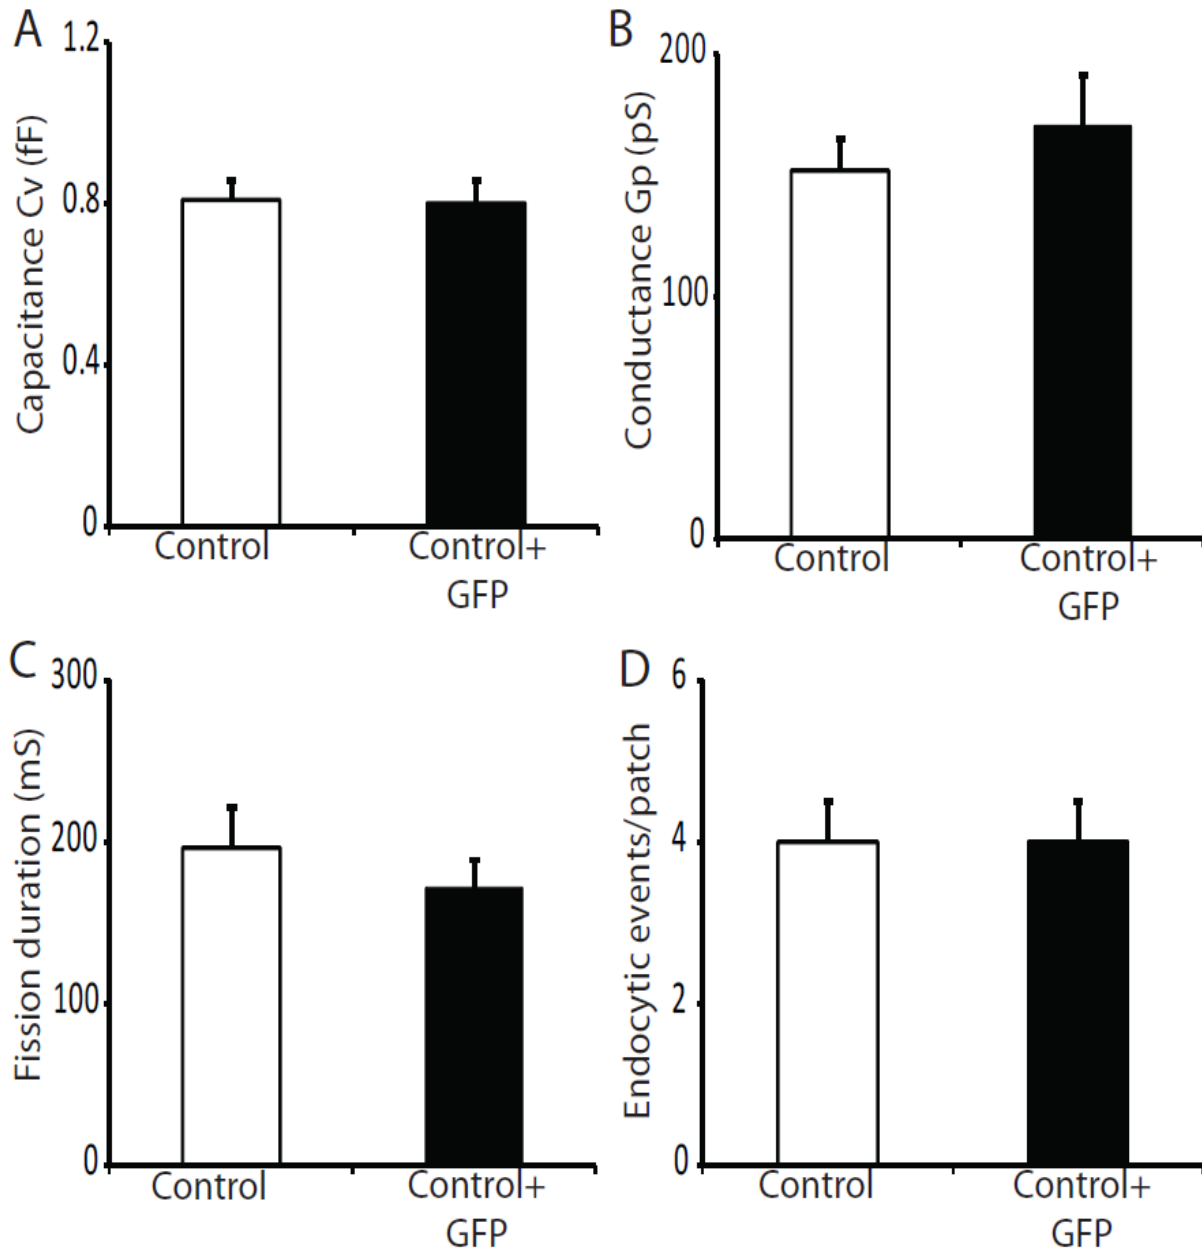 A
Capacitance Cv (fF)
1.2
0.8
0.4
0
Control
Control+
GFP
B
Conductance Gp (pS)
200
100
0
Control
Control+
GFP
C
Fission duration (mS)
300
200
100
0
Control
Control+
GFP
D
Endocytic events/patch
6
4
2
0
Control
Control+
GFP